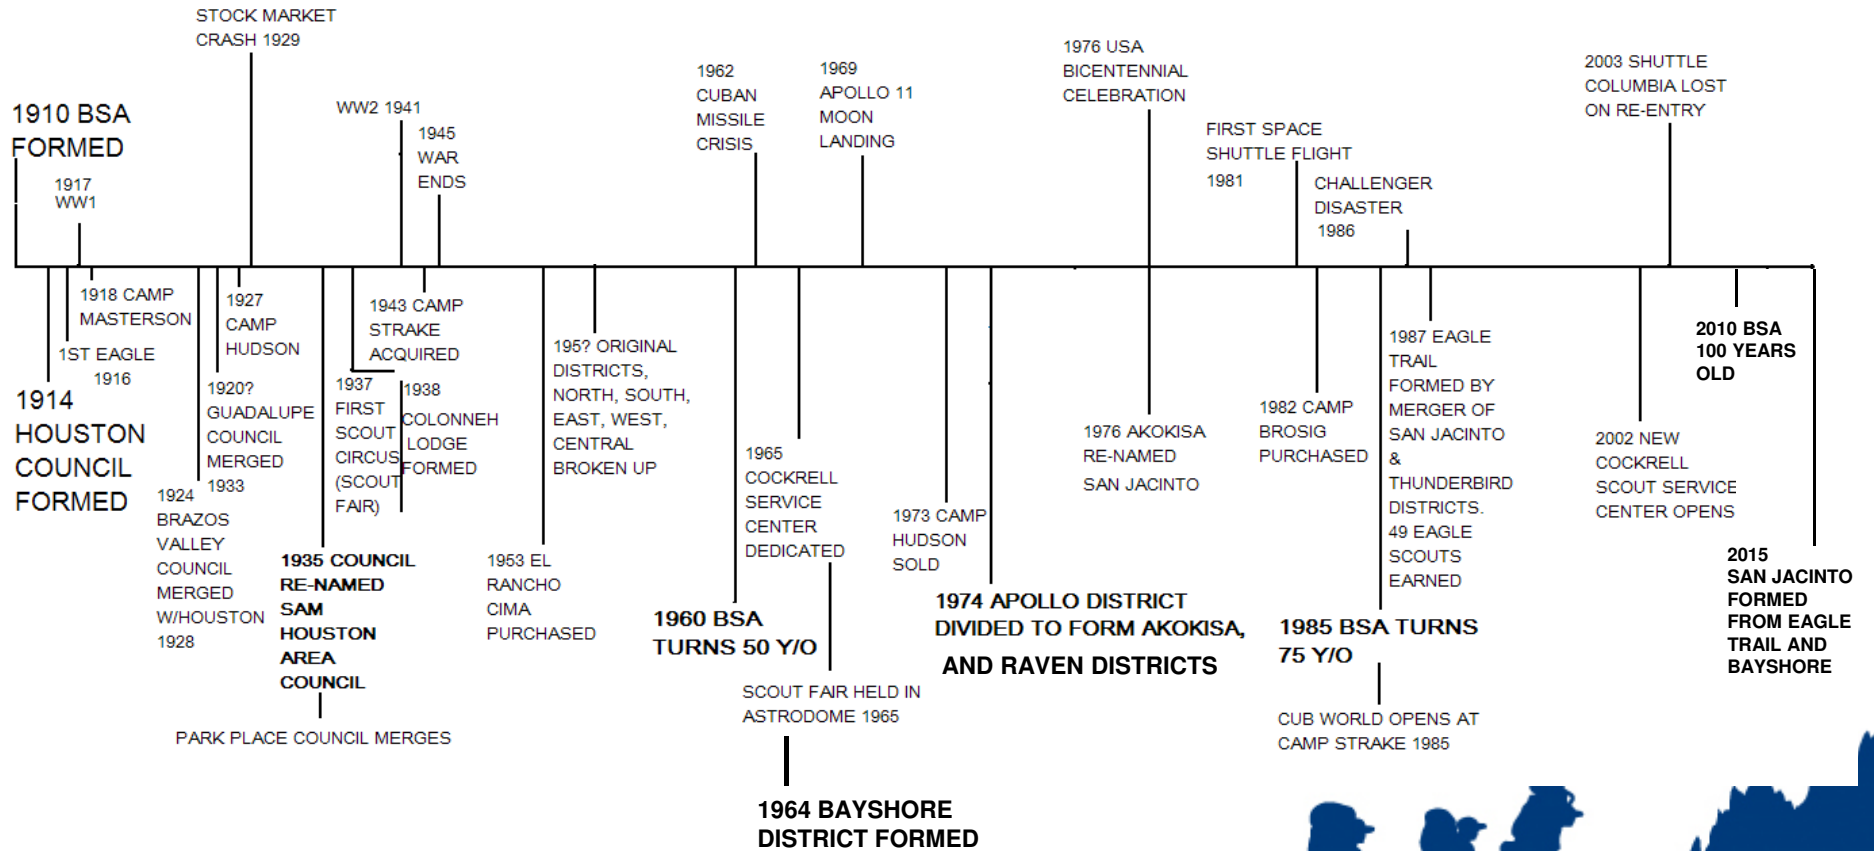 STOCK MARKET
CRASH 1929
1910 BSA
FORMED
1917
WW1
WW2 1941
1945
WAR
ENDS
1962
CUBAN
MISSILE
CRISIS
1969
APOLLO 11
MOON
LANDING
1976 USA
BICENTENNIAL
CELEBRATION
FIRST SPACE
SHUTTLE FLIGHT
1981
CHALLENGER
DISASTER
1986
2003 SHUTTLE
COLUMBIA LOST
ON RE-ENTRY
1914
HOUSTON
COUNCIL
FORMED
1ST EAGLE
1916
1918 CAMP
MASTERSON
1924
BRAZOS
VALLEY
COUNCIL
MERGED
W/HOUSTON
1928
1920?
GUADALUPE
COUNCIL
MERGED
1933
1927
CAMP
HUDSON
1935 COUNCIL
RE-NAMED
SAM
HOUSTON
AREA
COUNCIL
PARK PLACE COUNCIL MERGES
1937
FIRST
SCOUT
CIRCUS
(SCOUT
FAIR)
1938
COLONNEH
LODGE
FORMED
1943 CAMP
STRAKE
ACQUIRED
1953 EL
RANCHO
CIMA
PURCHASED
195? ORIGINAL
DISTRICTS,
NORTH, SOUTH,
EAST, WEST,
CENTRAL
BROKEN UP
1960 BSA
TURNS 50 Y/O
1965
COCKRELL
SERVICE
CENTER
DEDICATED
SCOUT FAIR HELD IN
ASTRODOME 1965
1964 BAYSHORE
DISTRICT FORMED
1973 CAMP
HUDSON
SOLD
1974 APOLLO DISTRICT
DIVIDED TO FORM AKOKISA,
AND RAVEN DISTRICTS
1976 AKOKISA
RE-NAMED
SAN JACINTO
1982 CAMP
BROSIG
PURCHASED
1985 BSA TURNS
75 Y/O
CUB WORLD OPENS AT
CAMP STRAKE 1985
1987 EAGLE
TRAIL
FORMED BY
MERGER OF
SAN JACINTO
&
THUNDERBIRD
DISTRICTS.
49 EAGLE
SCOUTS
EARNED
2002 NEW
COCKRELL
SCOUT SERVICE
CENTER OPENS
2010 BSA
100 YEARS
OLD
2015
SAN JACINTO
FORMED
FROM EAGLE
TRAIL AND
BAYSHORE